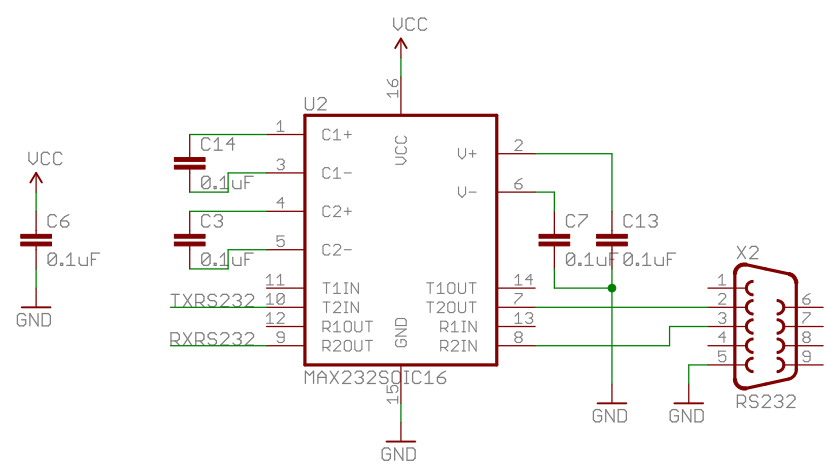 VCC
16
U2
1
C1+
VCC
V+
2
C14
0.1uF
3
C1-
V-
6
VCC
4
C2+
C6
0.1uF
C3
0.1uF
5
C2-
C7
0.1uF
C13
0.1uF
X2
11
T1IN
T1OUT
14
1
TXRS232
10
T2IN
T2OUT
7
2
6
12
R1OUT
R1IN
13
3
7
RXRS232
9
R2OUT
R2IN
8
4
8
GND
GND
5
9
MAX232SOIC16
15
RS232
GND
GND
GND